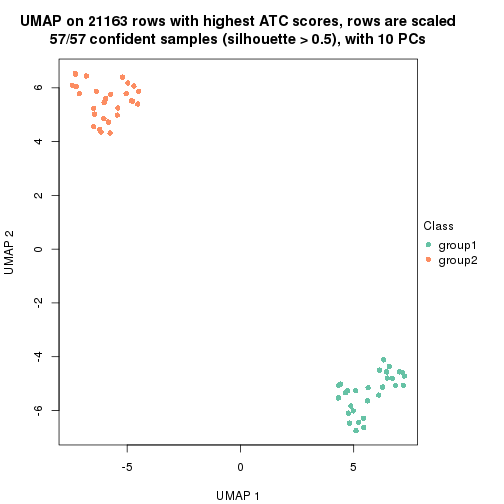 UMAP on 21163 rows with highest ATC scores, rows are scaled
57/57 confident samples (silhouette > 0.5), with 10 PCs
6
4
2
0
-2
-4
-6
UMAP 2
-5
0
5
UMAP 1
Class
group1
group2